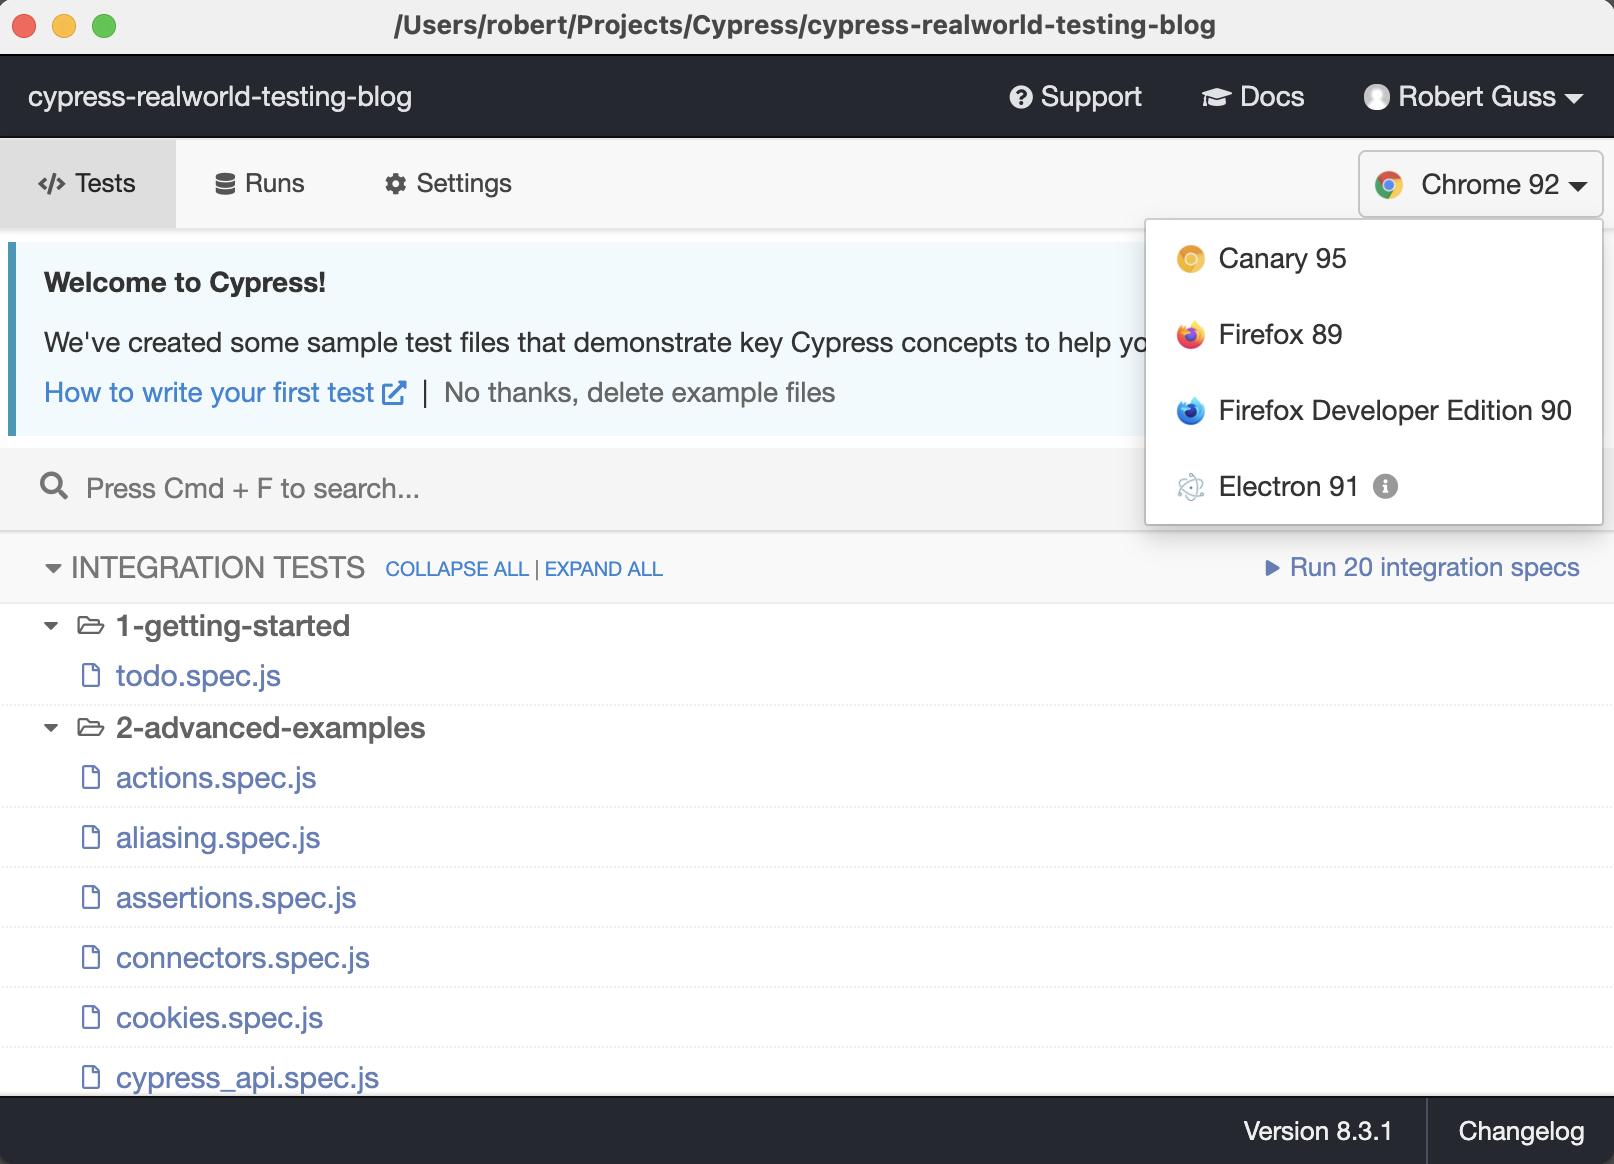 /Users/robert/Projects/Cypress/cypress-realworld-testing-blog
cypress-realworld-testing-blog
Support
Docs
Robert Guss
Tests
Runs
Settings
Chrome 92
Canary 95
Firefox 89
Firefox Developer Edition 90
Electron 91
Welcome to Cypress!
We've created some sample test files that demonstrate key Cypress concepts to help yo
How to write your first test | No thanks, delete example files
Press Cmd + F to search...
INTEGRATION TESTS COLLAPSE ALL | EXPAND ALL
Run 20 integration specs
1-getting-started
todo.spec.js
2-advanced-examples
actions.spec.js
aliasing.spec.js
assertions.spec.js
connectors.spec.js
cookies.spec.js
cypress_api.spec.js
Version 8.3.1
Changelog